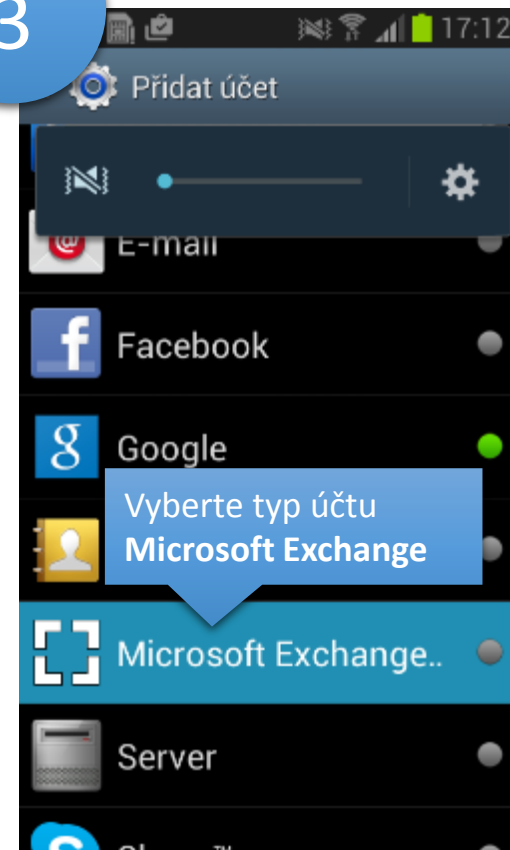 3
17:12
Přidat účet
E-mail
Facebook
Google
Vyberte typ účtu
Microsoft Exchange
Microsoft Exchange..
Server